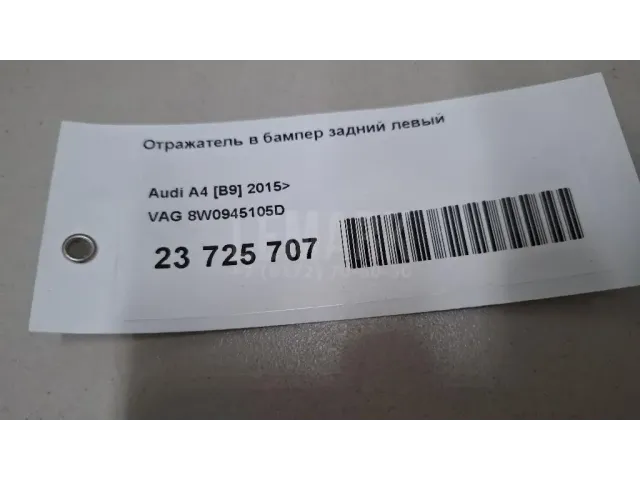 Отражатель в бампер задний левый
Audi A4 [B9] 2015>
VAG 8W0945105D
23 725 707